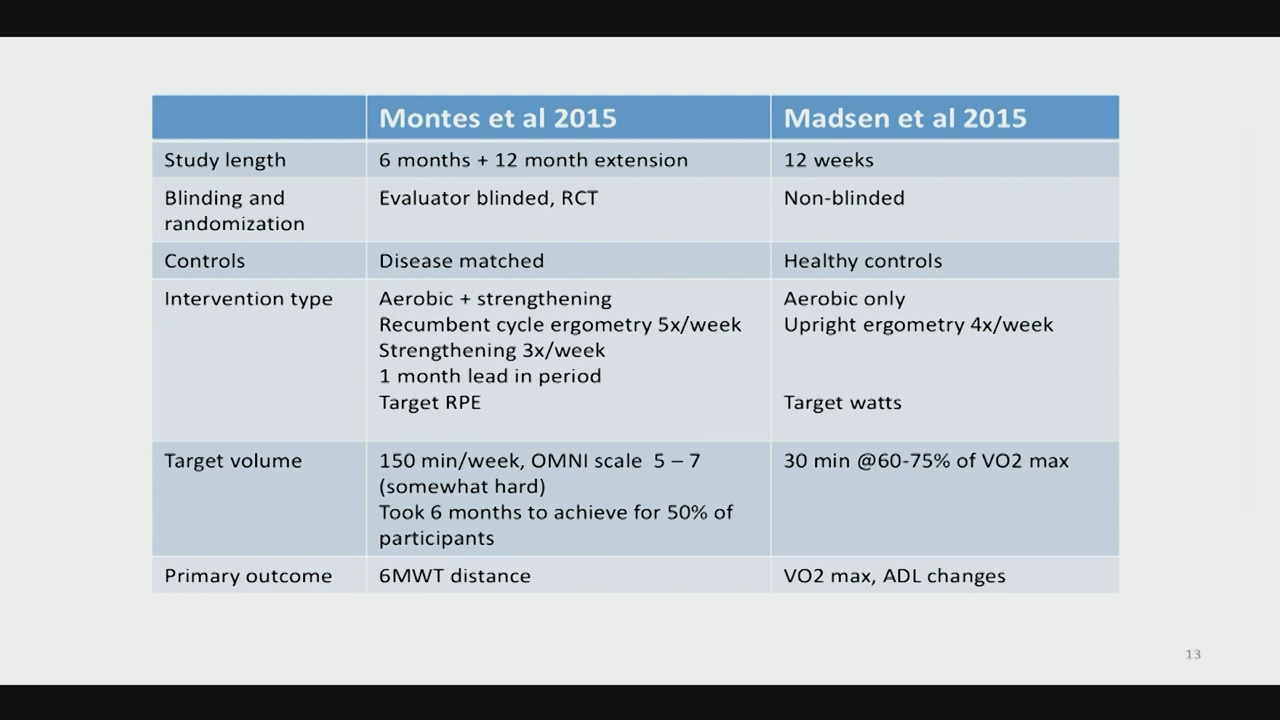 Montes et al 2015
Madsen et al 2015
Study length
6 months + 12 month extension
12 weeks
Blinding and
randomization
Evaluator blinded, RCT
Non-blinded
Controls
Disease matched
Healthy controls
Intervention type
Aerobic + strengthening
Recumbent cycle ergometry 5x/week
Strengthening 3x/week
1 month lead in period
Target RPE
Aerobic only
Upright ergometry 4x/week
Target watts
Target volume
150 min/week, OMNI scale 5 – 7
(somewhat hard)
Took 6 months to achieve for 50% of
participants
30 min @60-75% of VO2 max
Primary outcome
6MWT distance
VO2 max, ADL changes
13